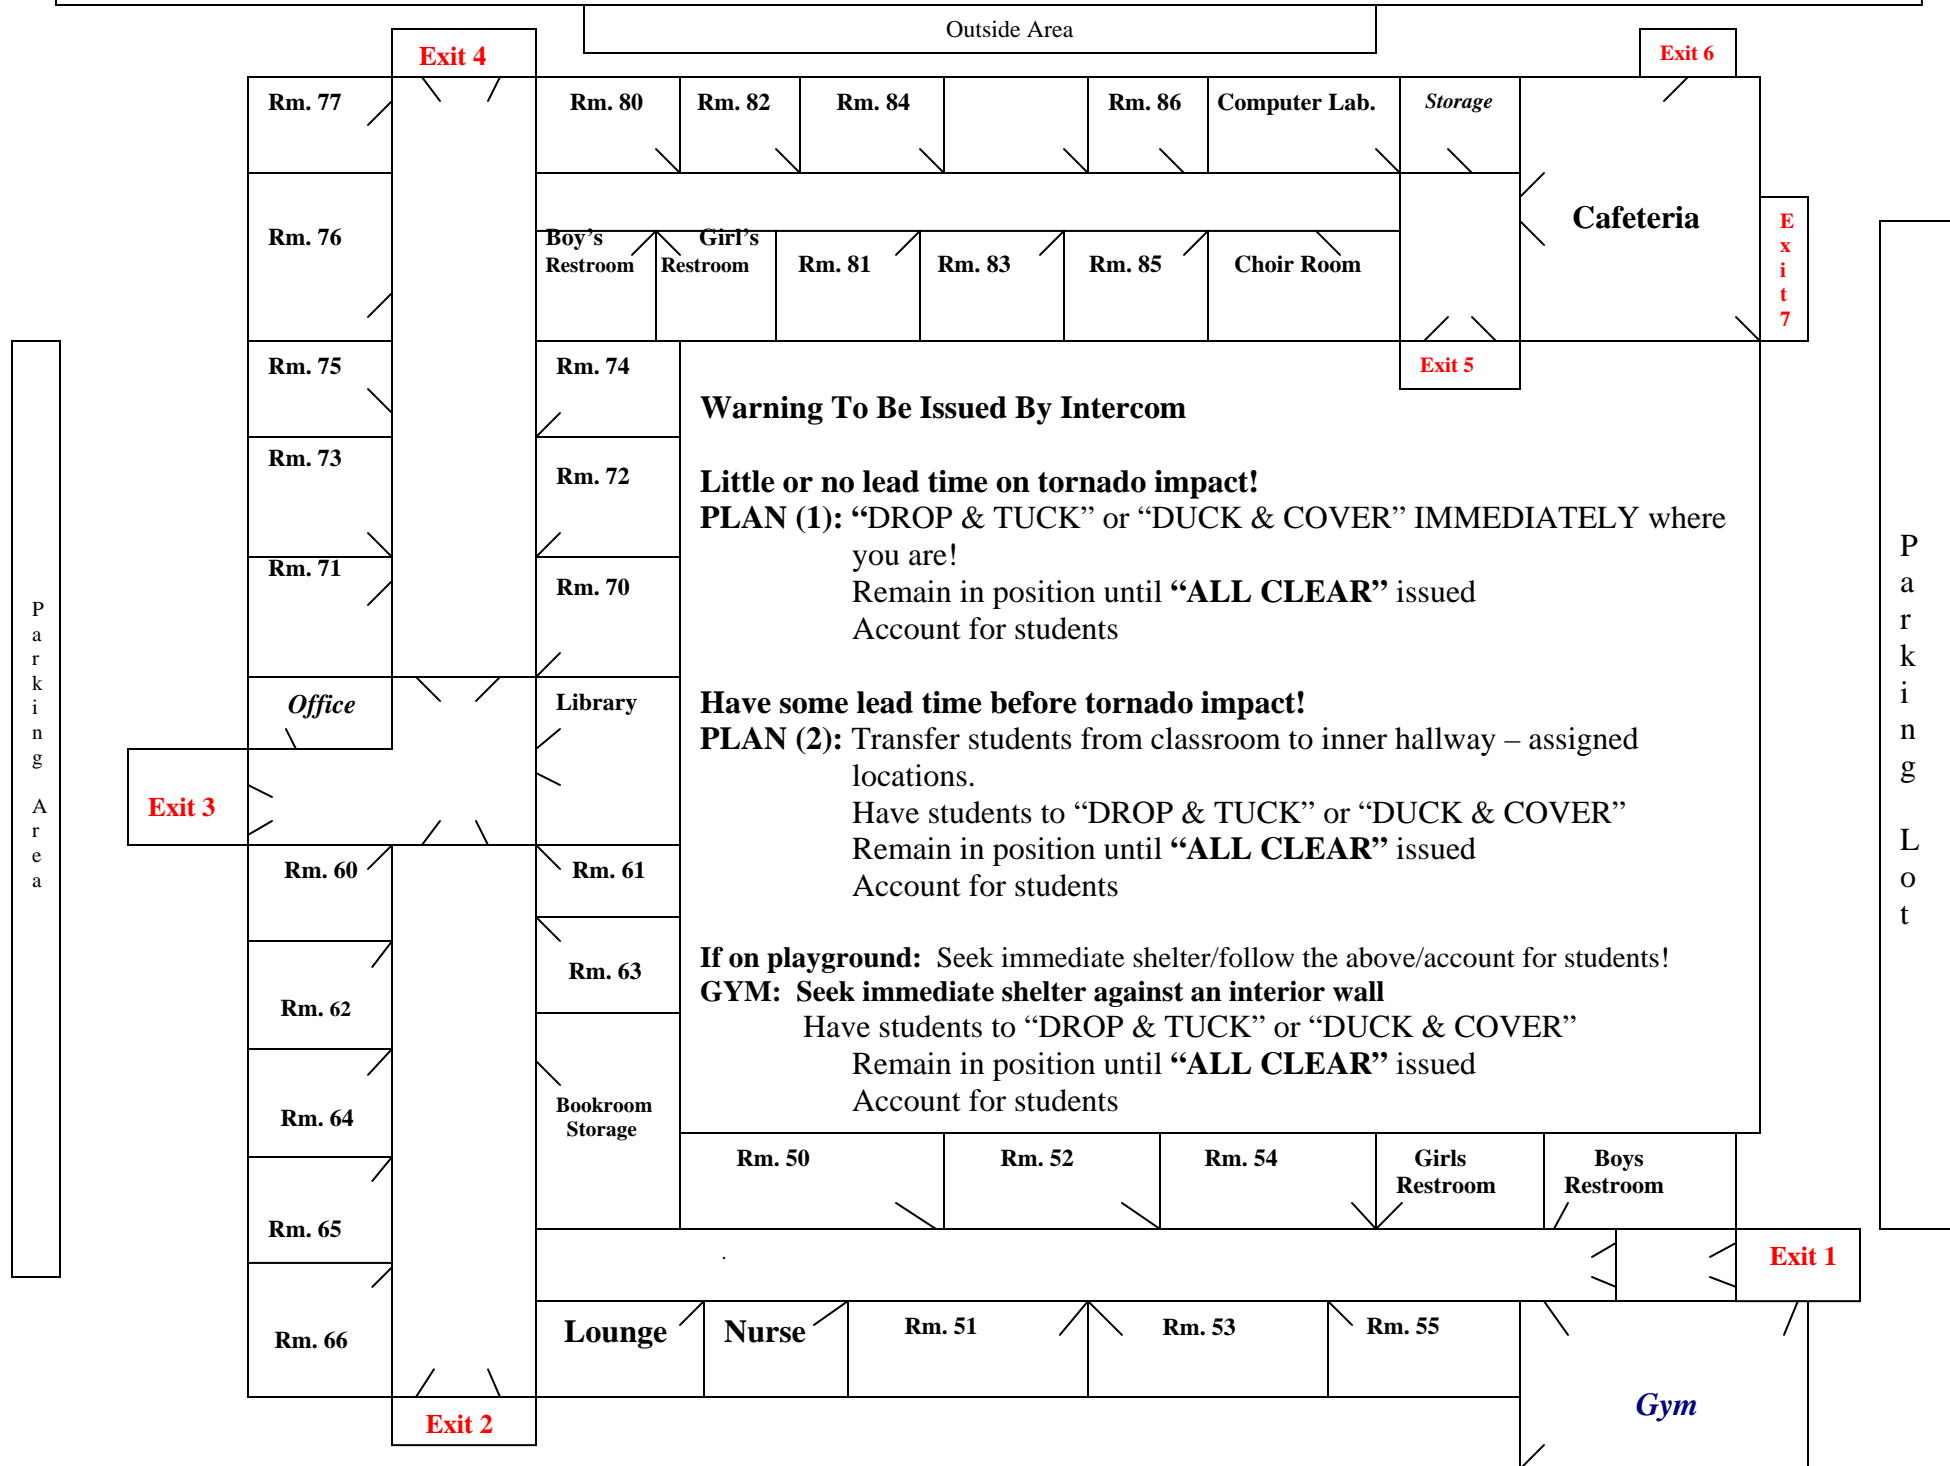 Outside Area
Exit 4
Exit 6
Rm. 77
Rm. 80
Rm. 82
Rm. 84
Rm. 86
Computer Lab.
Storage
Cafeteria
Exit 7
Rm. 76
Boy’s Restroom
Girl’s Restroom
Rm. 81
Rm. 83
Rm. 85
Choir Room
Exit 5
Rm. 75
Rm. 74
Rm. 73
Rm. 72
Rm. 71
Rm. 70
Office
Library
Exit 3
Parking Area
Parking Lot
Warning To Be Issued By Intercom
Little or no lead time on tornado impact!
PLAN (1): “DROP & TUCK” or “DUCK & COVER” IMMEDIATELY where
you are!
Remain in position until “ALL CLEAR” issued
Account for students
Have some lead time before tornado impact!
PLAN (2): Transfer students from classroom to inner hallway – assigned
locations.
Have students to “DROP & TUCK” or “DUCK & COVER”
Remain in position until “ALL CLEAR” issued
Account for students
If on playground: Seek immediate shelter/follow the above/account for students!
GYM: Seek immediate shelter against an interior wall
Have students to “DROP & TUCK” or “DUCK & COVER”
Remain in position until “ALL CLEAR” issued
Account for students
Rm. 60
Rm. 61
Rm. 62
Rm. 63
Rm. 64
Bookroom
Storage
Rm. 65
Rm. 66
Rm. 50
Rm. 52
Rm. 54
Girls
Restroom
Boys
Restroom
Exit 1
Lounge
Nurse
Rm. 51
Rm. 53
Rm. 55
Gym
Exit 2